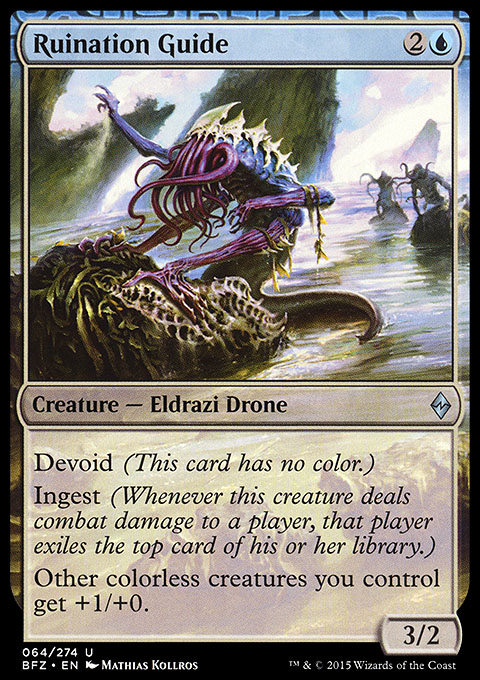 Ruination Guide 2
Creature — Eldrazi Drone
Devoid (This card has no color.)
Ingest (Whenever this creature deals
combat damage to a player, that player
exiles the top card of his or her library.)
Other colorless creatures you control
get +1/+0.
3/2
064/274 U
BFZ • EN Mathias Kollros
™ & © 2015 Wizards of the Coast